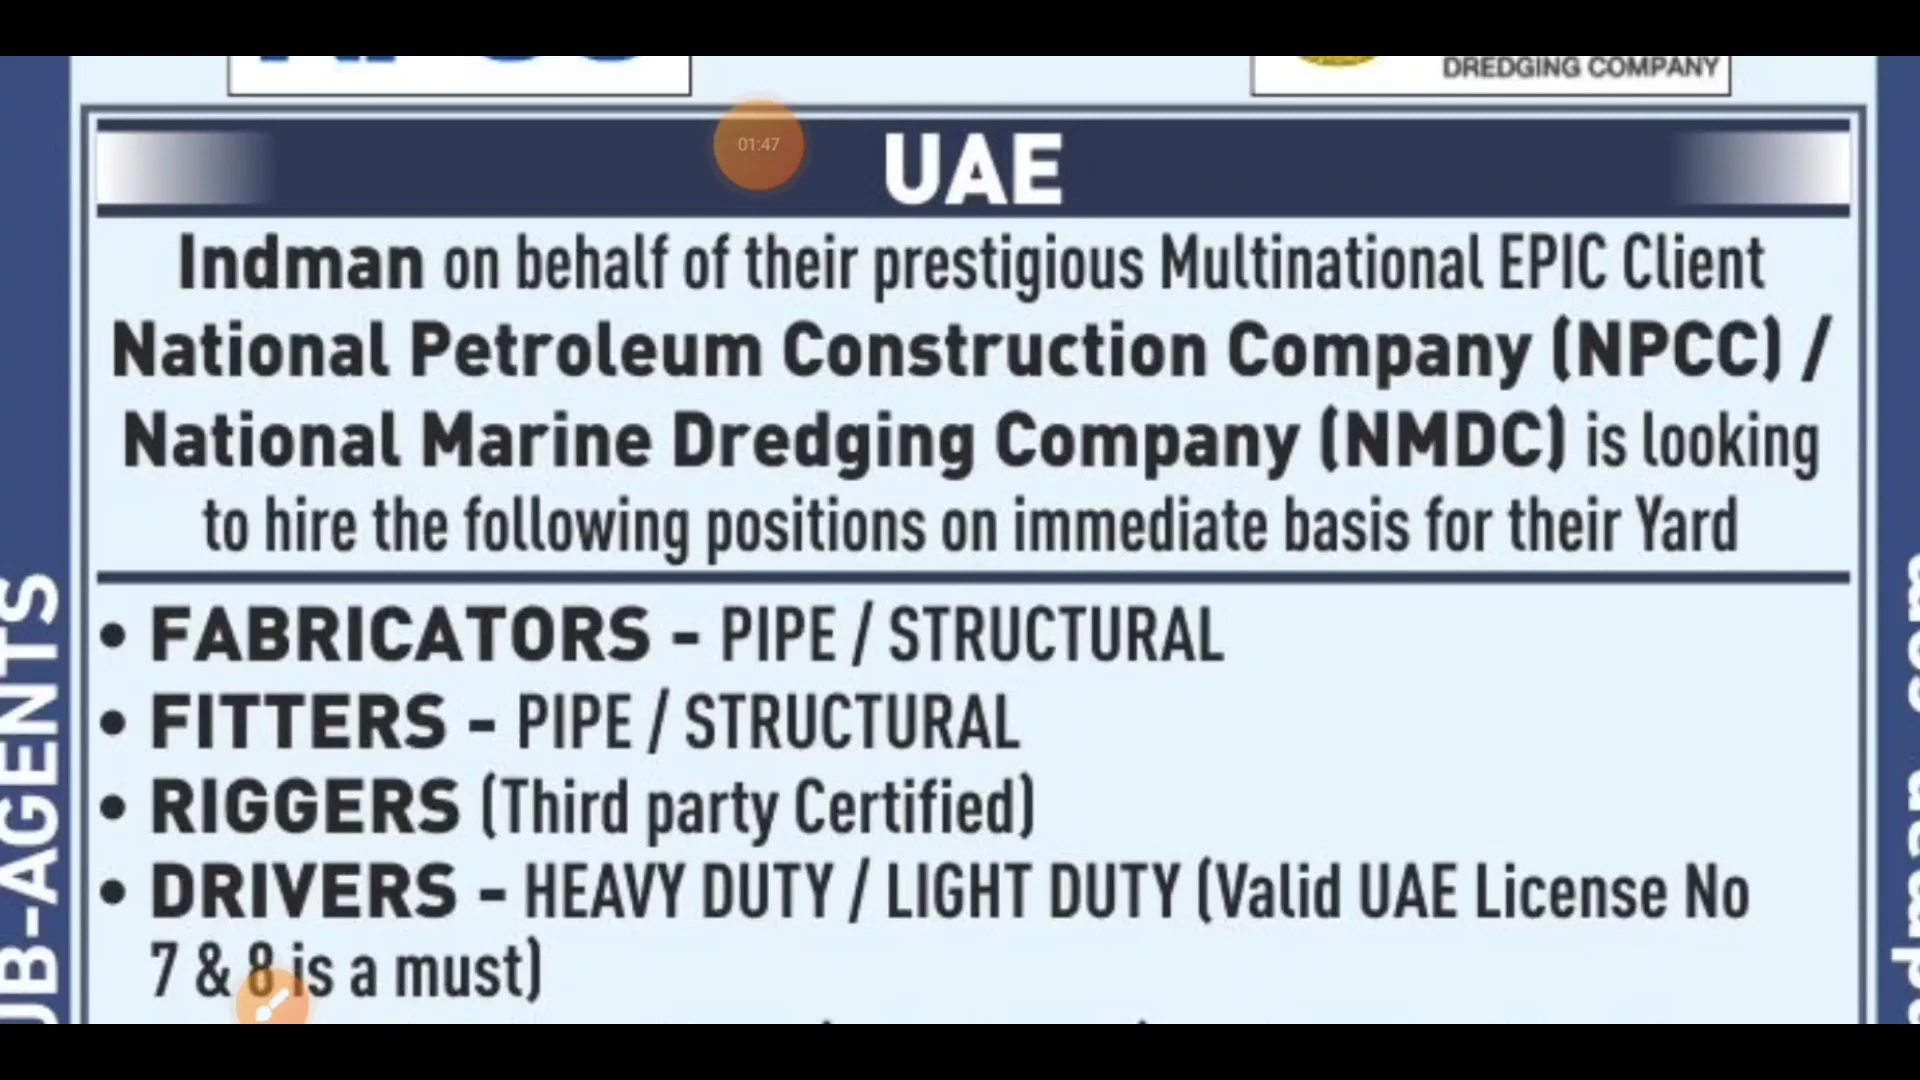 DREDGING COMPANY
01:47
UAE
Indman on behalf of their prestigious Multinational EPIC Client
National Petroleum Construction Company (NPCC) /
National Marine Dredging Company (NMDC) is looking
to hire the following positions on immediate basis for their Yard
• FABRICATORS - PIPE / STRUCTURAL
• FITTERS - PIPE / STRUCTURAL
• RIGGERS (Third party Certified)
• DRIVERS - HEAVY DUTY / LIGHT DUTY (Valid UAE License No
7 & 8 is a must)
UB-AGENTS